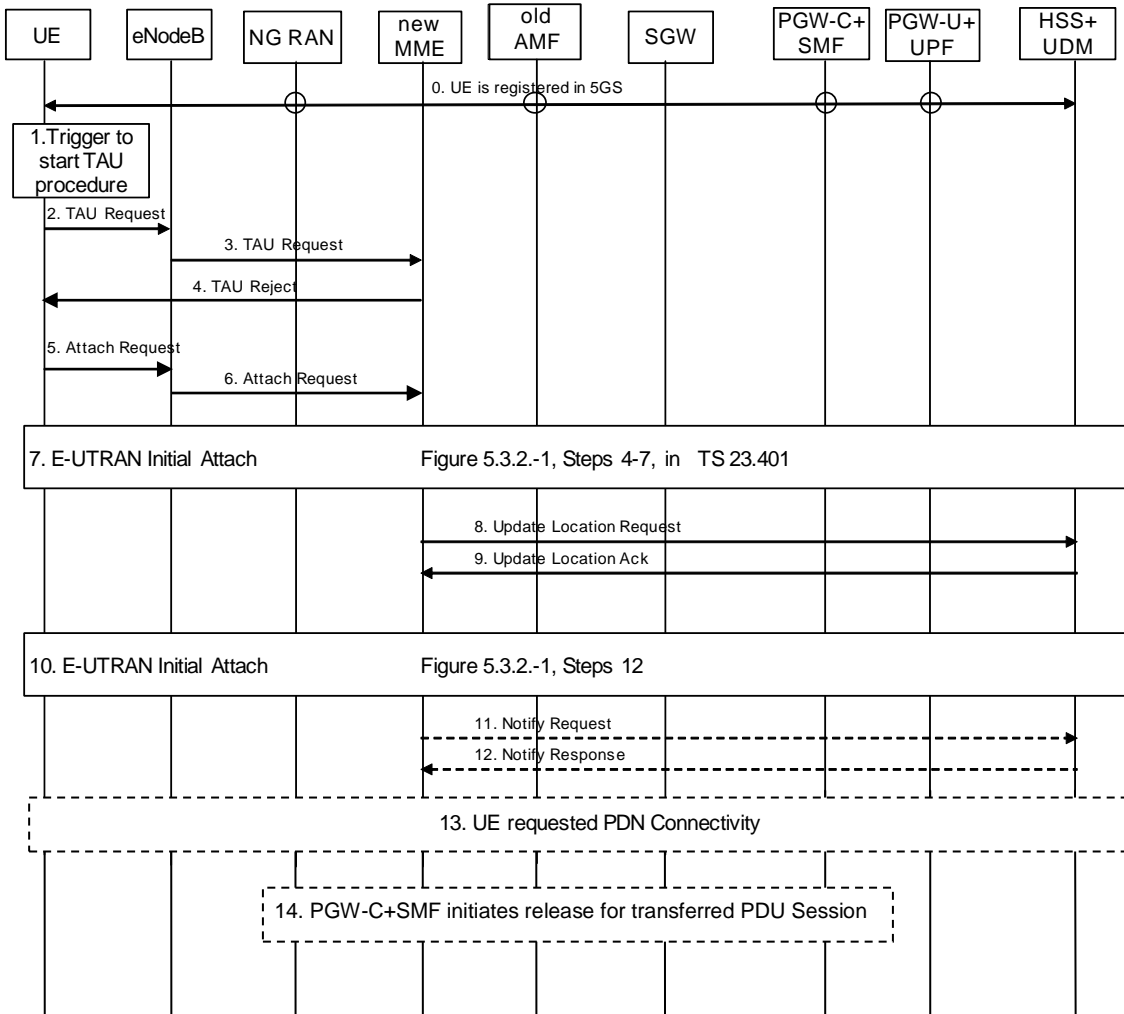 UE
eNodeB
NG RAN
new
MME
old
AMF
SGW
PGW-C+
SMF
PGW-U+
UPF
HSS+
UDM
0. UE is registered in 5GS
1.Trigger to
start TAU
procedure
2. TAU Request
3. TAU Request
4. TAU Reject
5. Attach Request
6. Attach Request
7. E-UTRAN Initial Attach Figure 5.3.2.-1, Steps 4-7, in TS 23.401
8. Update Location Request
9. Update Location Ack
10. E-UTRAN Initial Attach Figure 5.3.2.-1, Steps 12
11. Notify Request
12. Notify Response
13. UE requested PDN Connectivity
14. PGW-C+SMF initiates release for transferred PDU Session